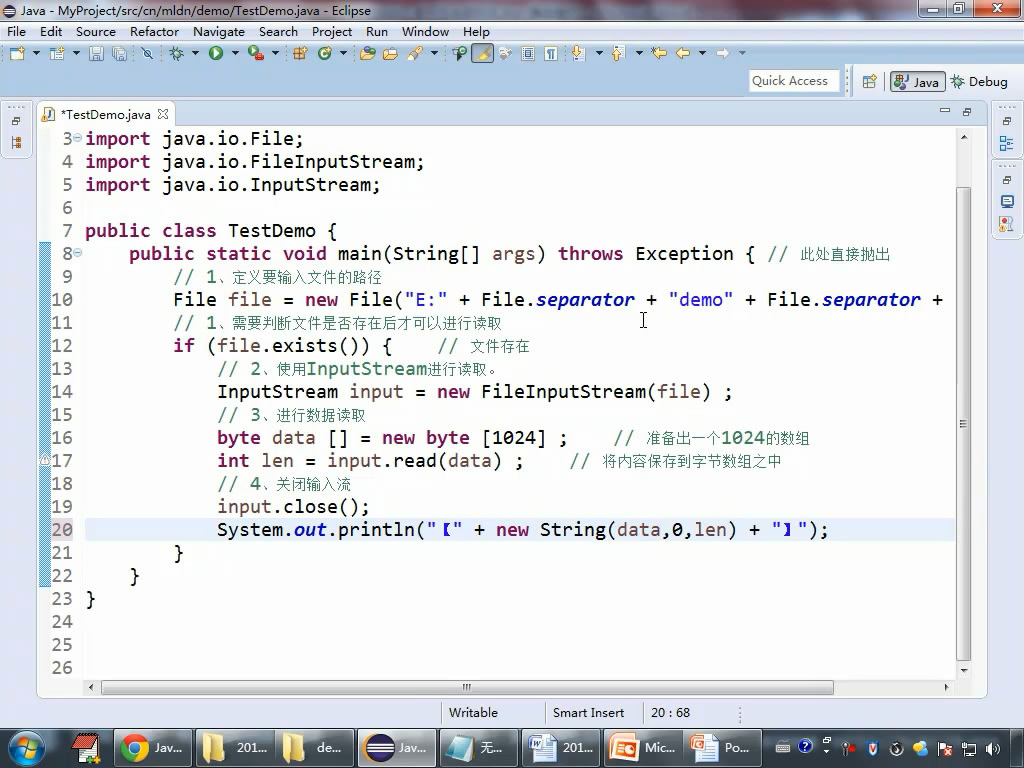 Java - MyProject/src/cn/mldn/demo/TestDemo.java - Eclipse
File Edit Source Refactor Navigate Search Project Run Window Help
Quick Access Java Debug
*TestDemo.java
3 import java.io.File;
4 import java.io.FileInputStream;
5 import java.io.InputStream;
6
7 public class TestDemo {
8 public static void main(String[] args) throws Exception { // 此处直接抛出
9 // 1、定义要输入文件的路径
10 File file = new File("E:" + File.separator + "demo" + File.separator +
11 // 1、需要判断文件是否存在后才可以进行读取
12 if (file.exists()) { // 文件存在
13 // 2、使用InputStream进行读取。
14 InputStream input = new FileInputStream(file) ;
15 // 3、进行数据读取
16 byte data [] = new byte [1024] ; // 准备出一个1024的数组
17 int len = input.read(data) ; // 将内容保存到字节数组之中
18 // 4、关闭输入流
19 input.close();
20 System.out.println("【" + new String(data,0,len) + "】");
21 }
22 }
23 }
24
25
26
Writable Smart Insert 20 : 68
Jav... 201... de... Jav... 无... 201... Mic... Po...